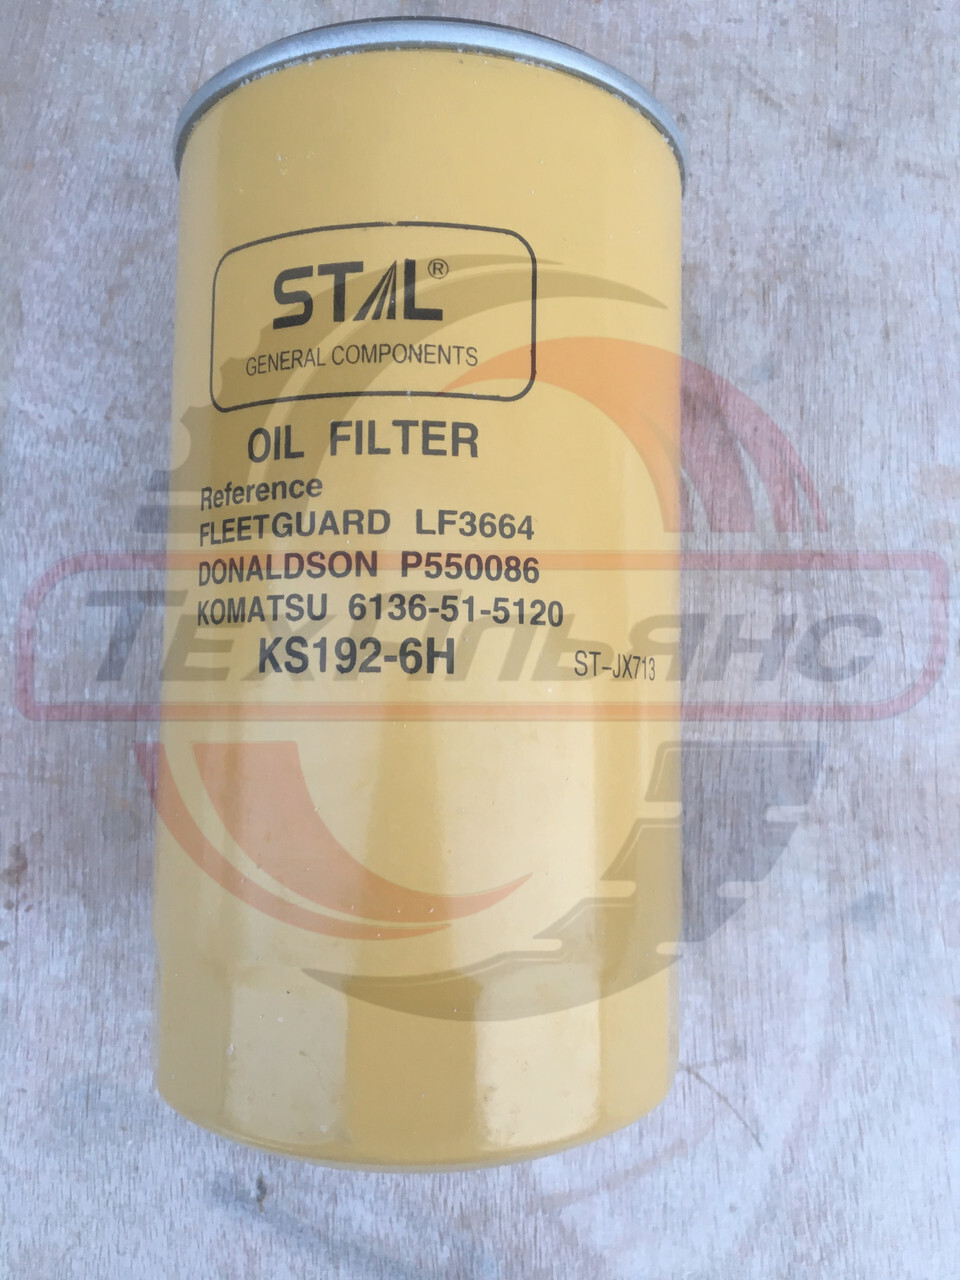 STAL®
GENERAL COMPONENTS
OIL FILTER
Reference
FLEETGUARD LF3664
DONALDSON P550086
KOMATSU 6136-51-5120
ТехАльянс
KS192-6H
ST-JX713